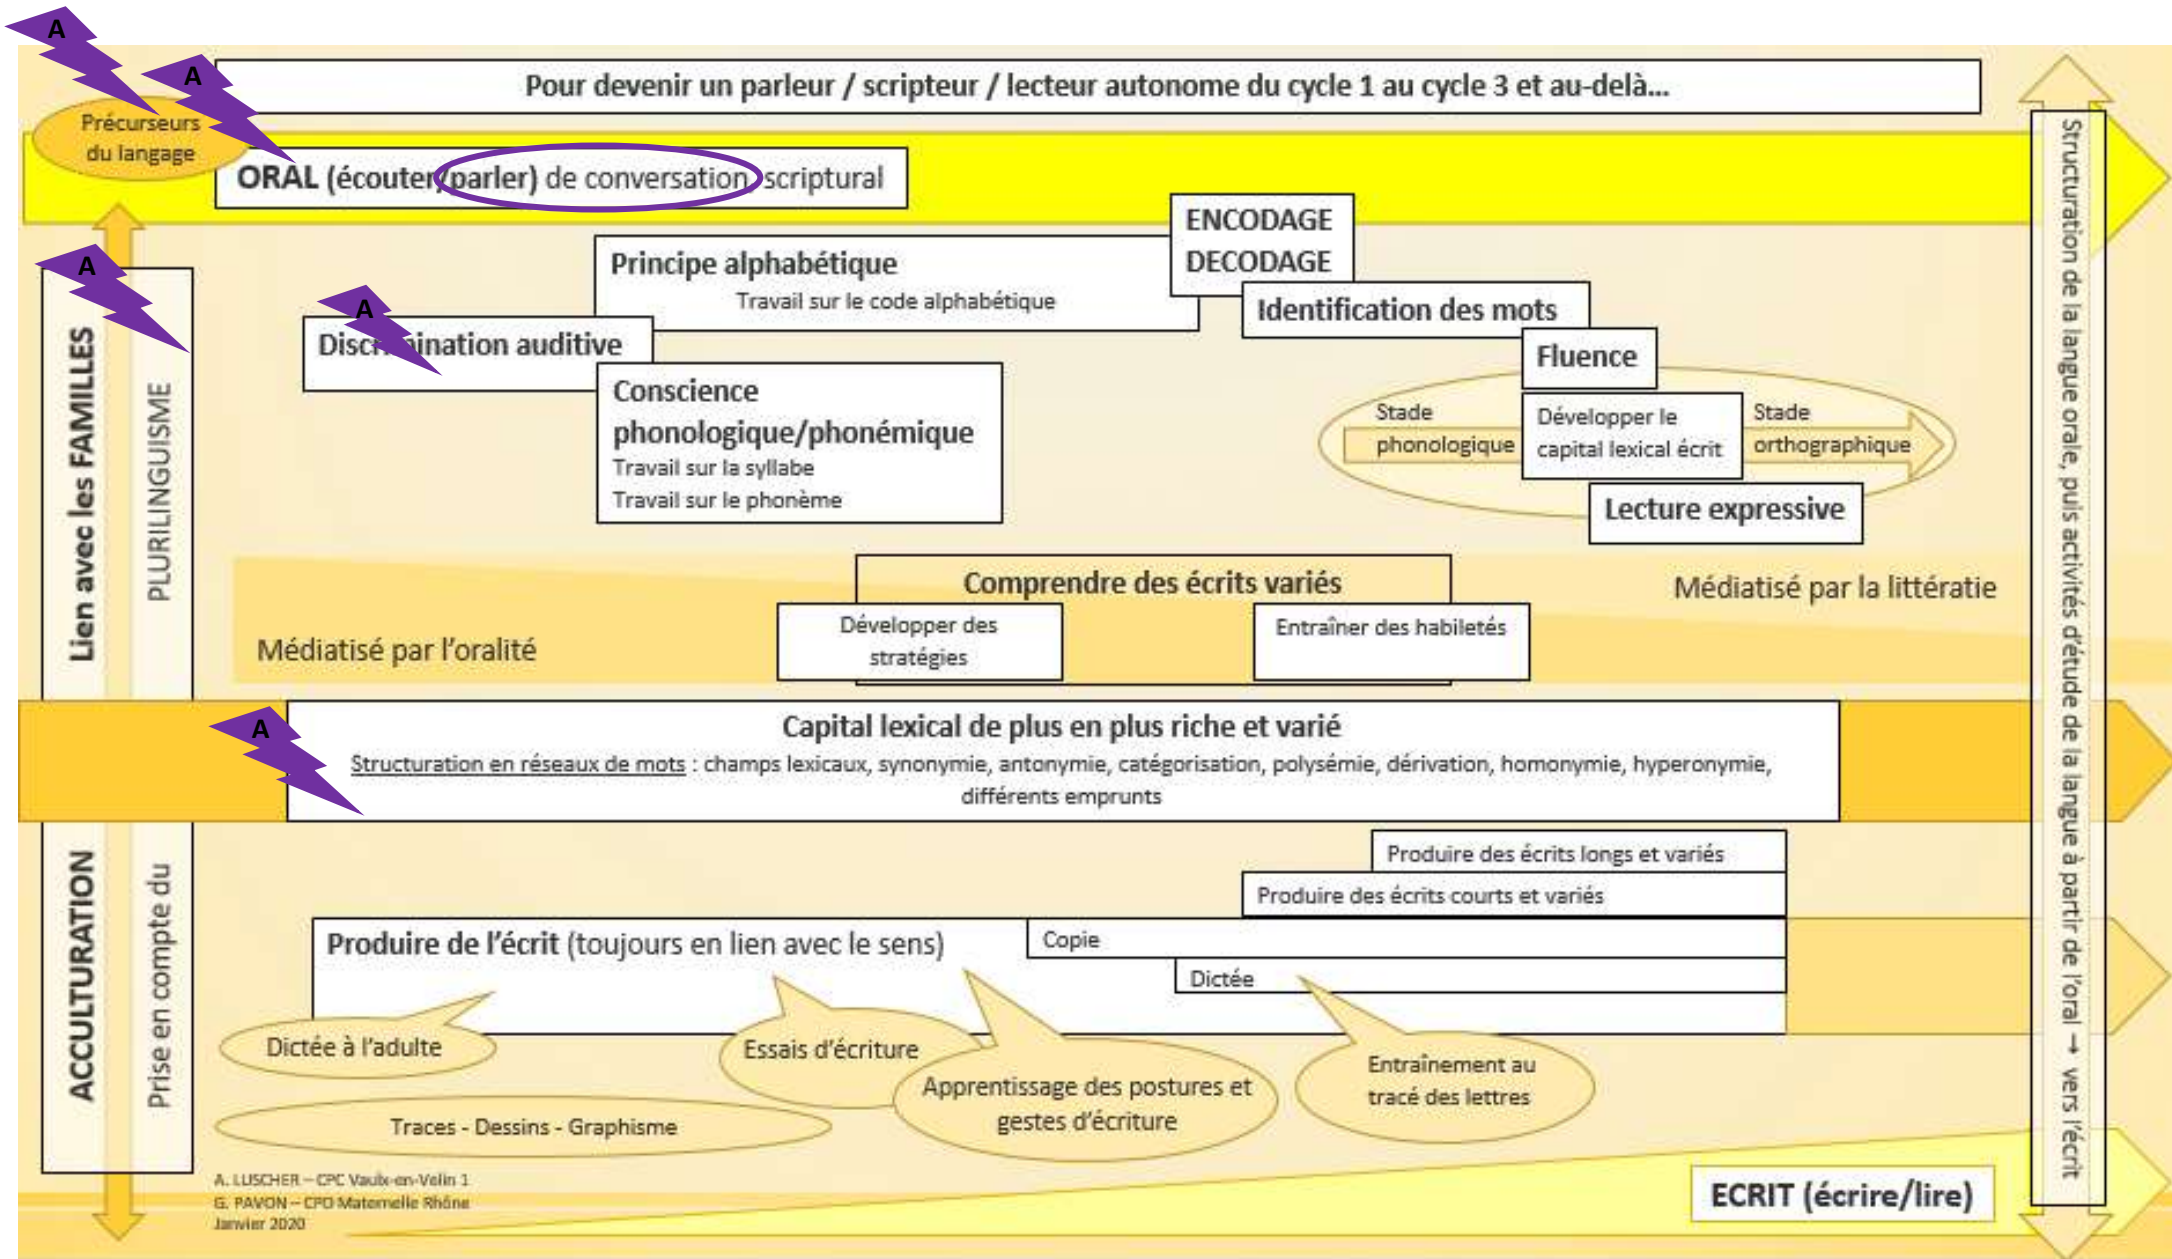 A
A
Pour devenir un parleur / scripteur / lecteur autonome du cycle 1 au cycle 3 et au-delà...
Précurseurs
du langage
ORAL (écouter/parler) de conversation, scriptural
ENCODAGE
DECODAGE
Principe alphabétique
Travail sur le code alphabétique
A
A
Identification des mots
Discrimination auditive
Fluence
Conscience
phonologique/phonémique
Travail sur la syllabe
Travail sur le phonème
Stade
phonologique
Développer le
capital lexical écrit
Stade
orthographique
Lecture expressive
Lien avec les FAMILLES
PLURILINGUISME
Comprendre des écrits variés
Médiatisé par la littératie
Développer des
stratégies
Entraîner des habiletés
Médiatisé par l'oralité
A
Capital lexical de plus en plus riche et varié
Structuration en réseaux de mots : champs lexicaux, synonymie, antonymie, catégorisation, polysémie, dérivation, homonymie, hyperonymie,
différents emprunts
ACCULTURATION
Prise en compte du
Produire des écrits longs et variés
Produire des écrits courts et variés
Produire de l'écrit (toujours en lien avec le sens)
Copie
Dictée
Dictée à l'adulte
Essais d'écriture
Apprentissage des postures et
gestes d'écriture
Entraînement au
tracé des lettres
Traces - Dessins - Graphisme
A. LUSCHER – CPC Vaulx-en-Velin 1
G. PAVON – CPD Maternelle Rhône
Janvier 2020
ECRIT (écrire/lire)
Structuration de la langue orale, puis activités d'étude de la langue à partir de l'oral → vers l'écrit